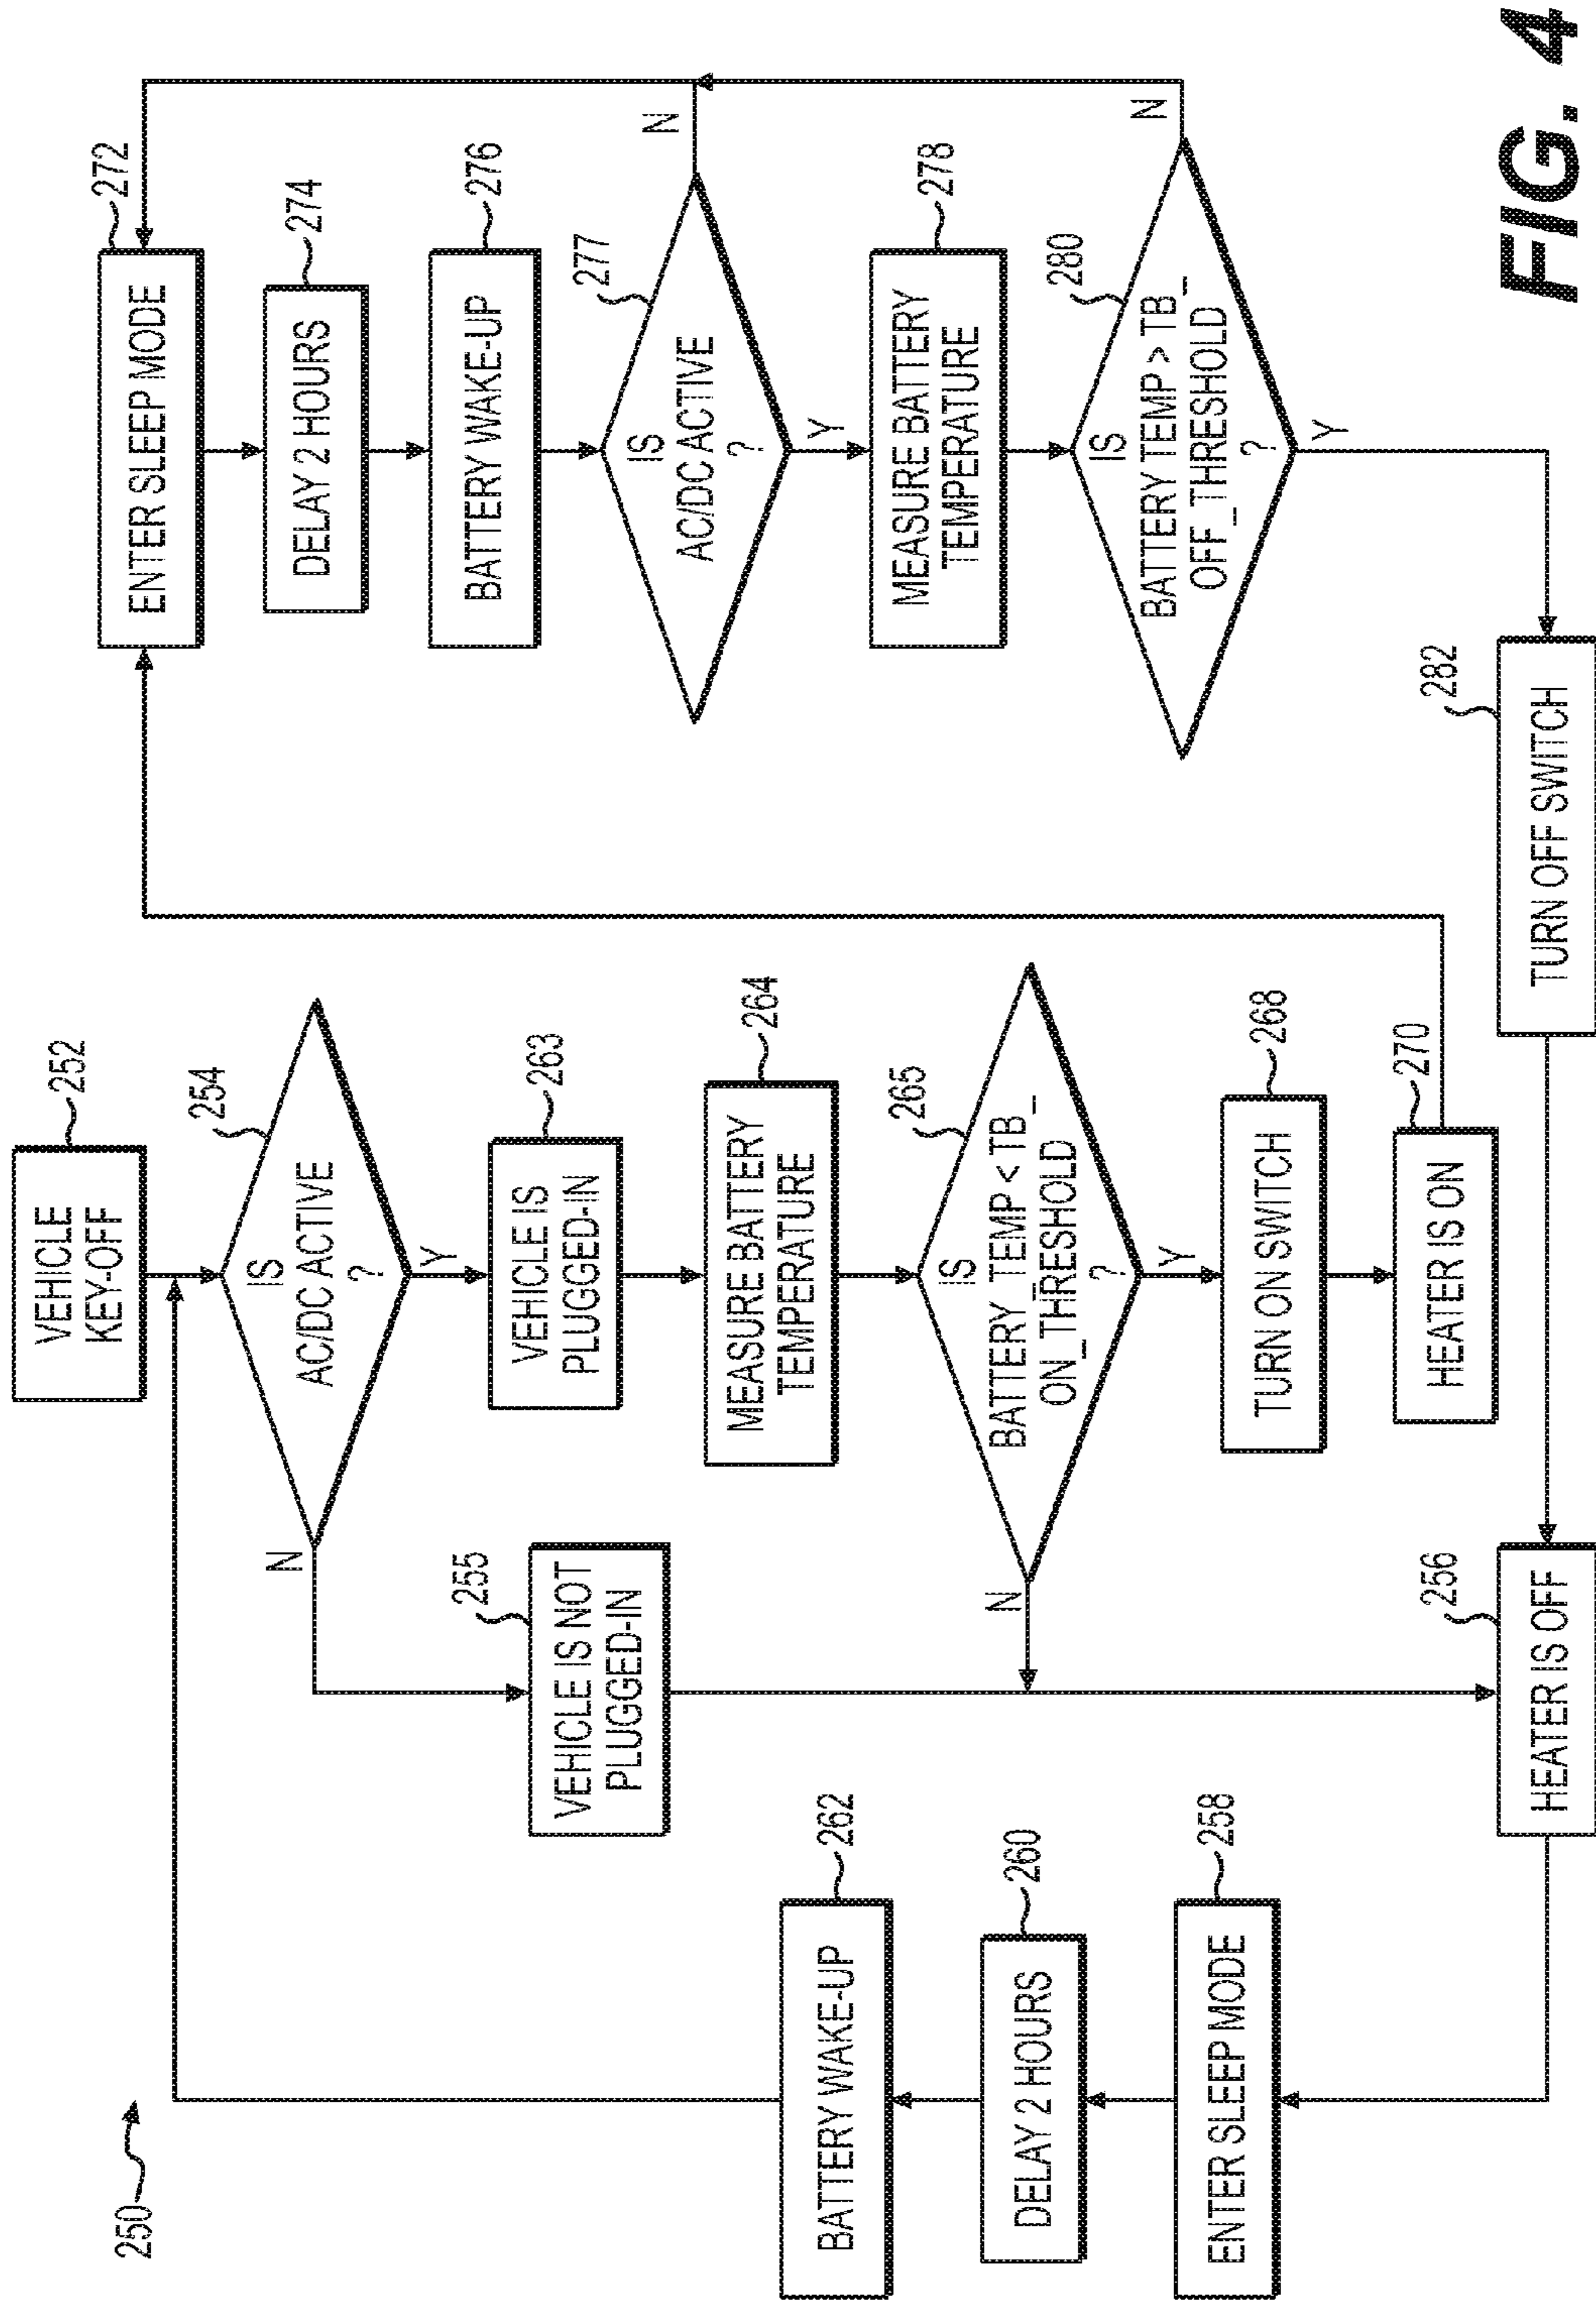 250
VEHICLE
KEY-OFF
252
IS
AC/DC ACTIVE
?
254
N
Y
VEHICLE IS NOT
PLUGGED-IN
255
VEHICLE IS
PLUGGED-IN
263
MEASURE BATTERY
TEMPERATURE
264
IS
BATTERY_TEMP < TB_
ON_THRESHOLD
?
265
N
Y
TURN ON SWITCH
268
HEATER IS ON
270
HEATER IS OFF
256
ENTER SLEEP MODE
258
DELAY 2 HOURS
260
BATTERY WAKE-UP
262
ENTER SLEEP MODE
272
DELAY 2 HOURS
274
BATTERY WAKE-UP
276
IS
AC/DC ACTIVE
?
277
N
Y
MEASURE BATTERY
TEMPERATURE
278
IS
BATTERY TEMP > TB_
OFF_THRESHOLD
?
280
N
Y
TURN OFF SWITCH
282
FIG. 4